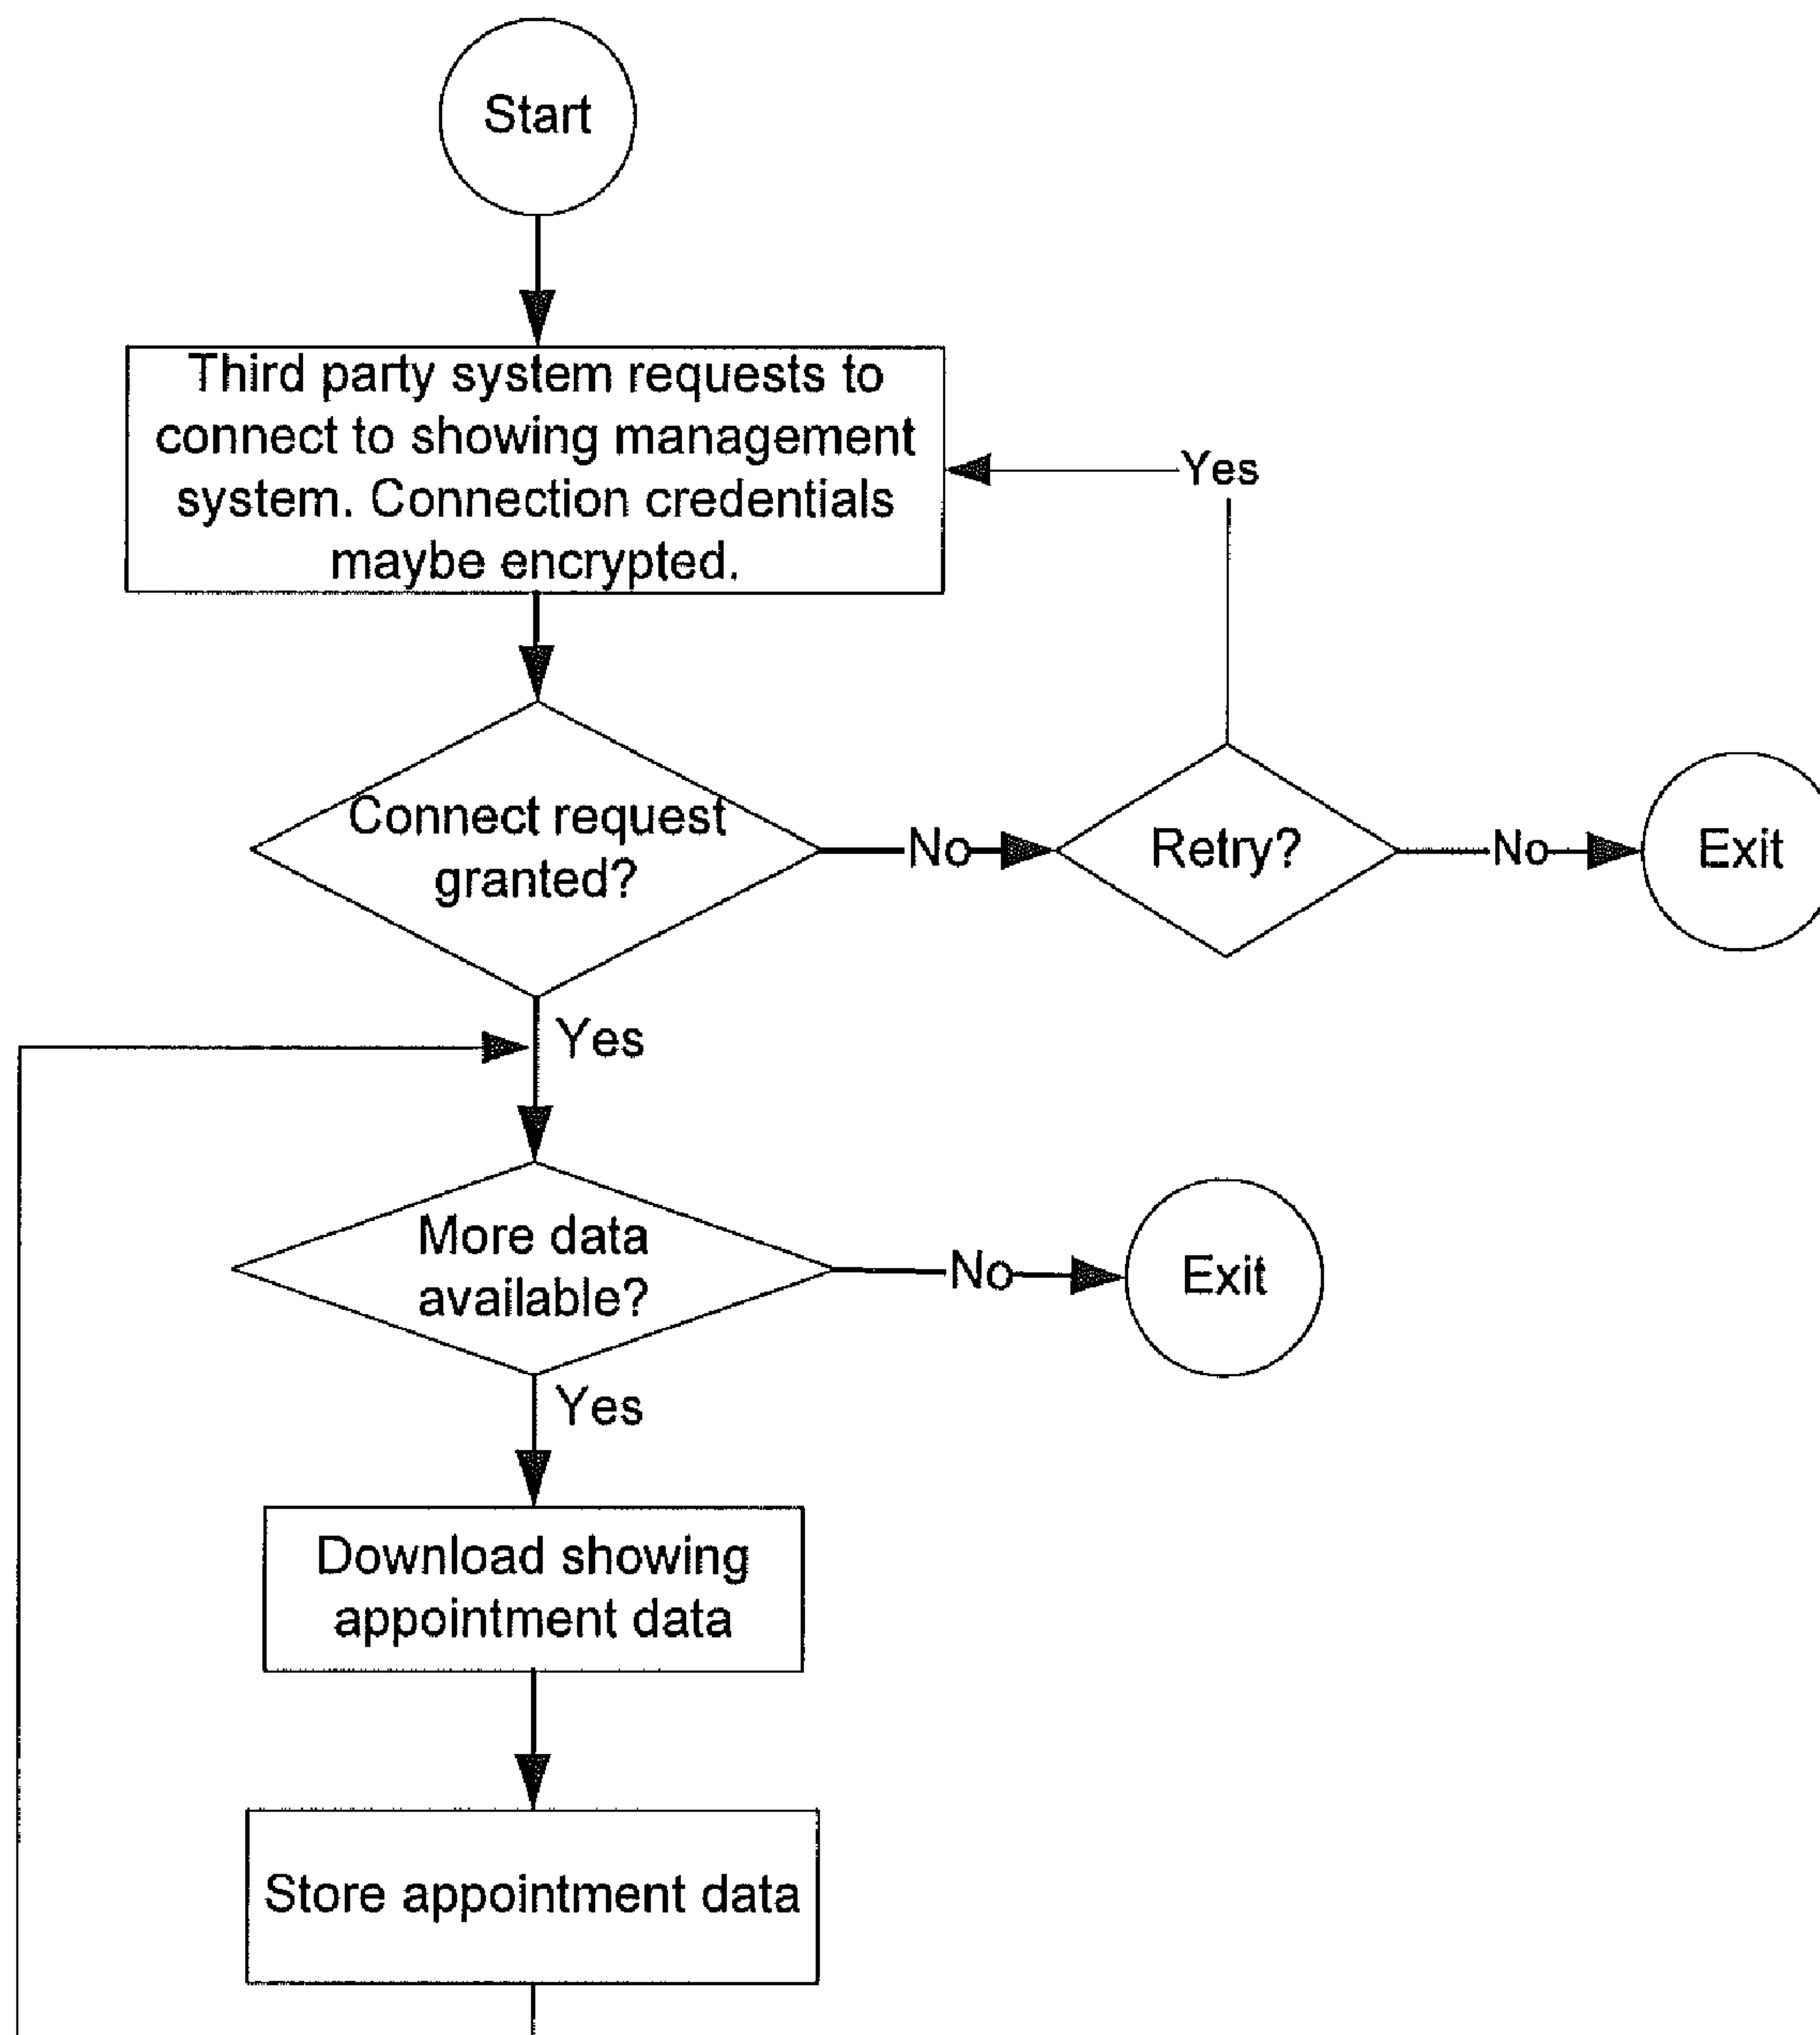 Start
Third party system requests to
connect to showing management
system. Connection credentials
maybe encrypted.
Yes
Connect request
granted?
No
Retry?
No
Exit
Yes
More data
available?
No
Exit
Yes
Download showing
appointment data
Store appointment data